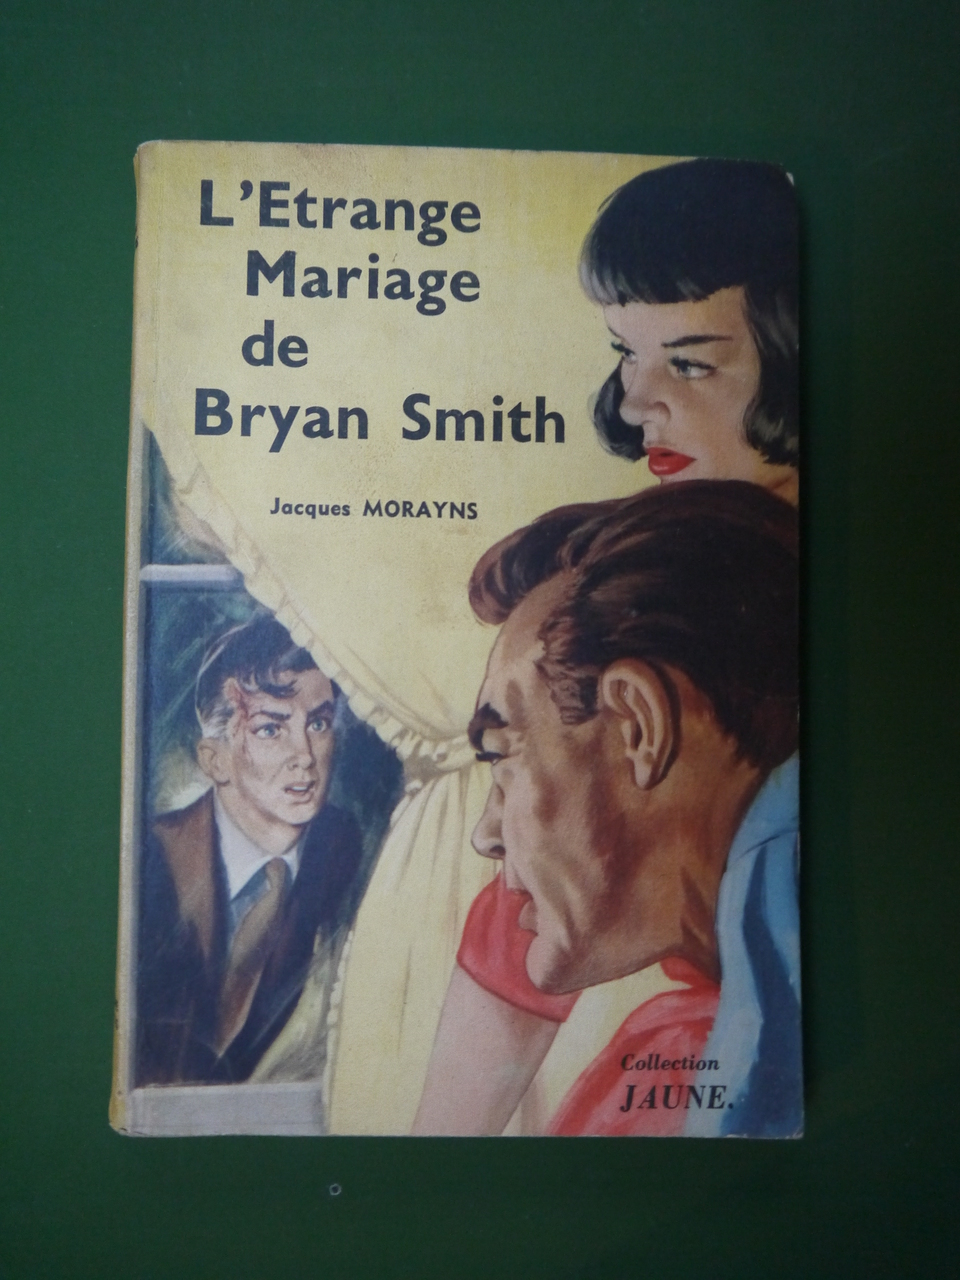 L'Etrange
Mariage
de
Bryan Smith
Jacques MORAYNS
Collection
JAUNE.